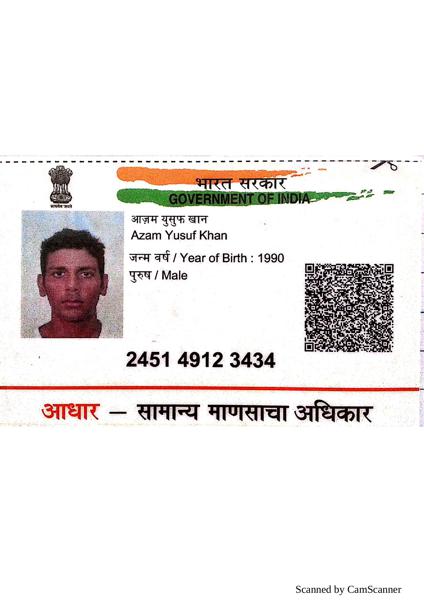 भारत सरकार
GOVERNMENT OF INDIA
आज़म युसुफ खान
Azam Yusuf Khan
जन्म वर्ष / Year of Birth : 1990
पुरुष / Male
2451 4912 3434
आधार – सामान्य माणसाचा अधिकार
Scanned by CamScanner